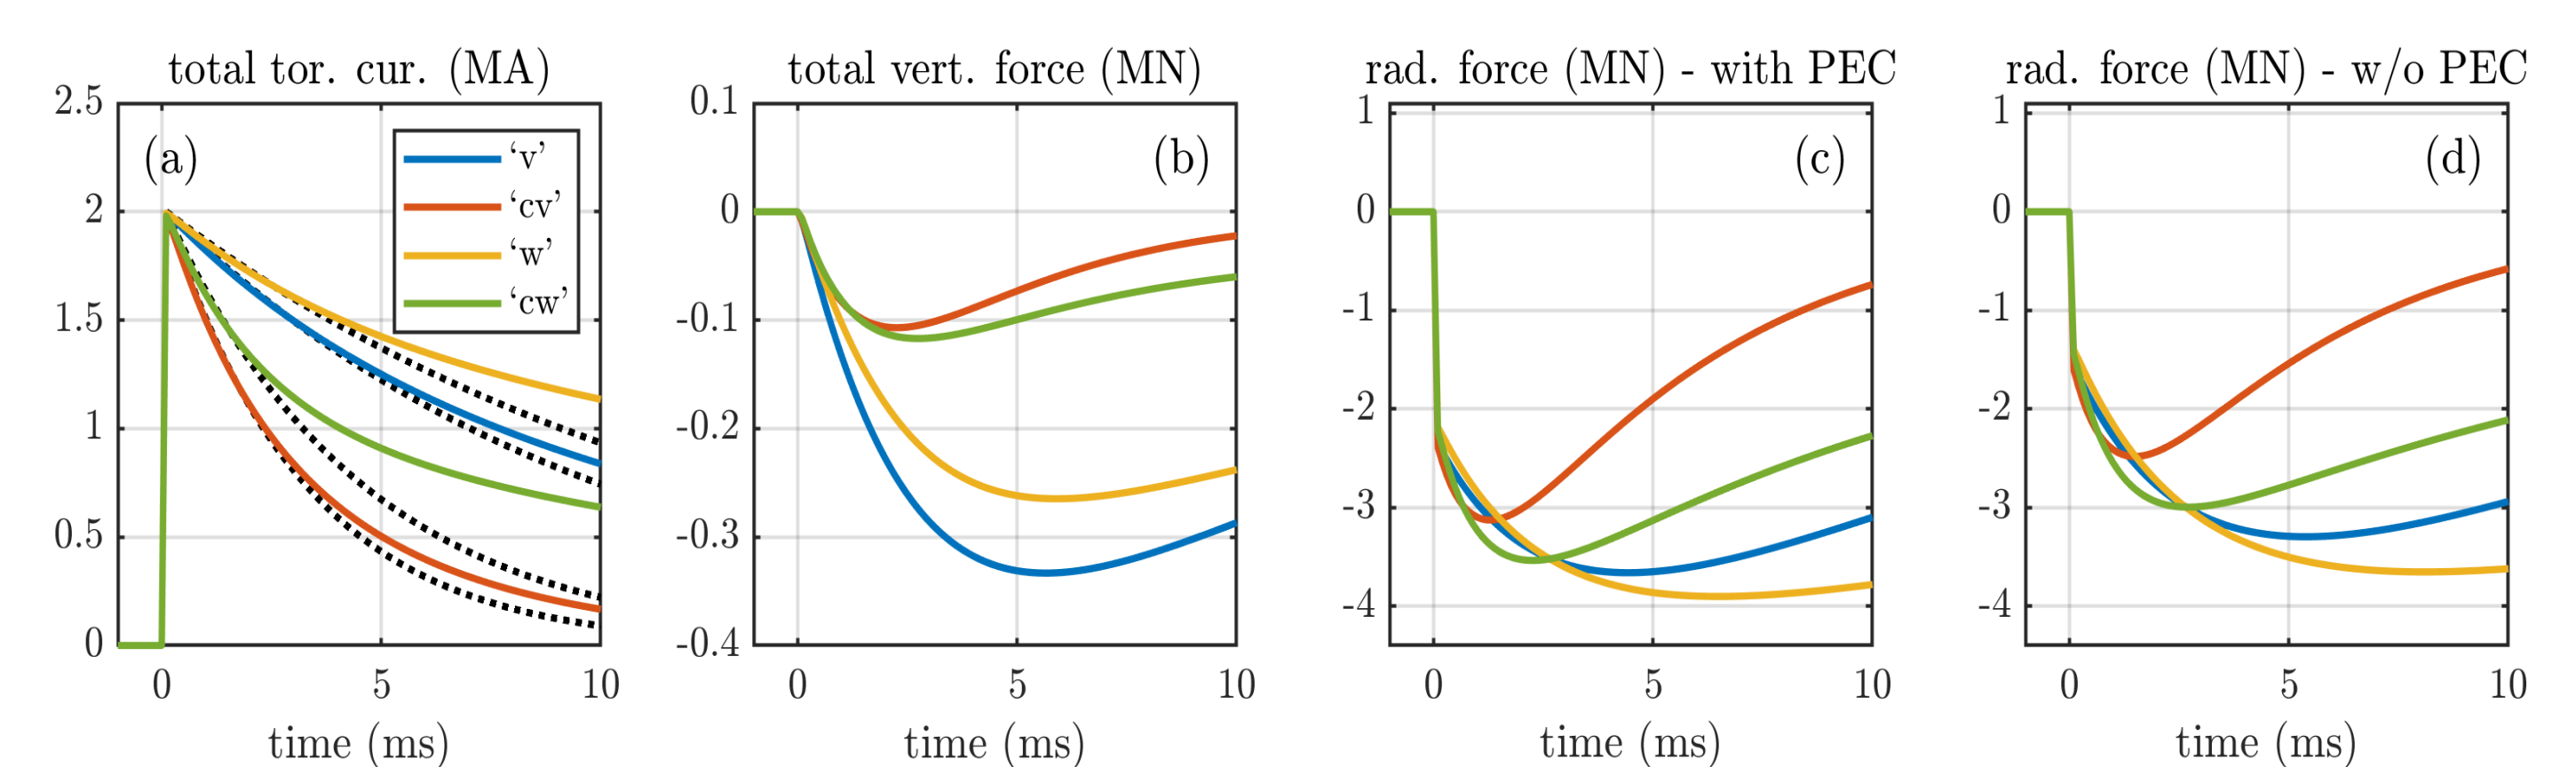 total tor. cur. (MA)
2.5
2
1.5
1
0.5
0
0
5
10
time (ms)
(a)
‘v’
‘cv’
‘w’
‘cw’
total vert. force (MN)
0.1
0
-0.1
-0.2
-0.3
-0.4
0
5
10
time (ms)
(b)
rad. force (MN) - with PEC
1
0
-1
-2
-3
-4
0
5
10
time (ms)
(c)
rad. force (MN) - w/o PEC
1
0
-1
-2
-3
-4
0
5
10
time (ms)
(d)